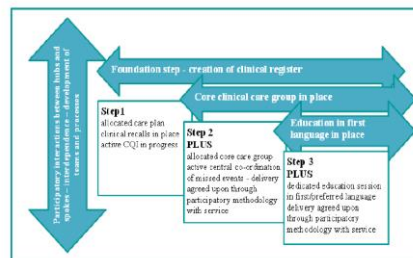 Participatory interactions between hubs and
spokes – interdependence – development of
teams and processes
Foundation step - creation of clinical register
Core clinical care group in place
Education in first
language in place
Step1
allocated care plan
clinical recalls in place
active CQI in progress
Step 2
PLUS
allocated core care group
active central co-ordination
of missed events – delivery
agreed upon through
participatory methodology
with service
Step 3
PLUS
dedicated education session
in first/preferred language
delivery agreed upon
through participatory
methodology with service